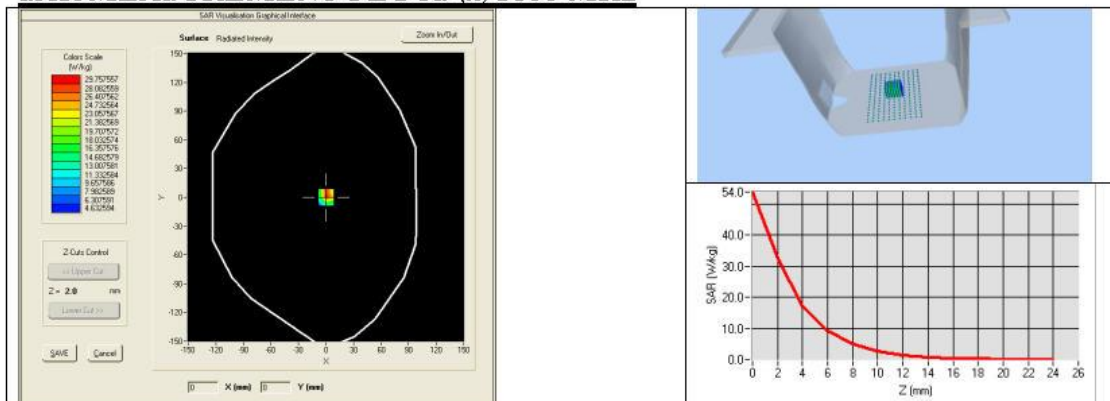 SAR Visualisation Graphical Interface
Surface Radiated Intensity
Zoom In/Out
Colors Scale
(W/kg)
29.757557
28.082559
26.407562
24.732564
23.057567
21.382569
19.707572
18.032574
16.357576
14.682579
13.007581
11.332584
9.657586
7.982589
6.307591
4.632594
Z-Cuts Control
<< Upper Cut
Z = 2.0 mm
Lower Cut >>
SAVE Cancel
150
120
90
60
30
0
-30
-60
-90
-120
-150
Y
-150 -120 -90 -60 -30 0 30 60 90 120 150
X
0 X (mm) 0 Y (mm)
54.0
40.0
30.0
20.0
10.0
0.0
SAR (W/kg)
0 2 4 6 8 10 12 14 16 18 20 22 24 26
Z (mm)